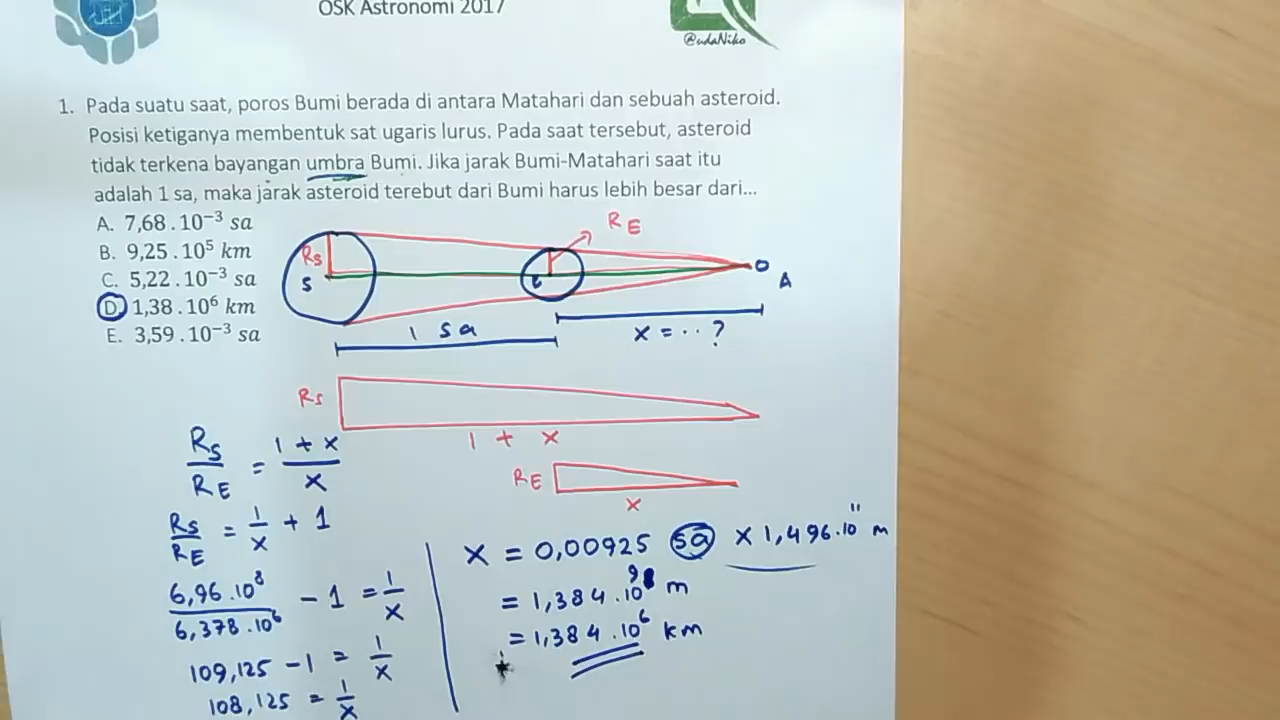 OSK Astronomi 2017
@udaNiko
1. Pada suatu saat, poros Bumi berada di antara Matahari dan sebuah asteroid.
Posisi ketiganya membentuk sat ugaris lurus. Pada saat tersebut, asteroid
tidak terkena bayangan umbra Bumi. Jika jarak Bumi-Matahari saat itu
adalah 1 sa, maka jarak asteroid terebut dari Bumi harus lebih besar dari...
A. 7,68 . 10⁻³ sa
B. 9,25 . 10⁵ km
C. 5,22 . 10⁻³ sa
D. 1,38 . 10⁶ km
E. 3,59 . 10⁻³ sa
R_E
R_S
S
A
1 sa
x = ..?
R_S
1 + x
R_E
x
R_S/R_E = (1 + x)/x
R_S/R_E = 1/x + 1
6,96 . 10⁸/6,378 . 10⁶ - 1 = 1/x
109,125 - 1 = 1/x
108,125 = 1/x
x = 0,00925 sa x 1,496 . 10¹¹ m
= 1,384 . 10⁹ m
= 1,384 . 10⁶ km